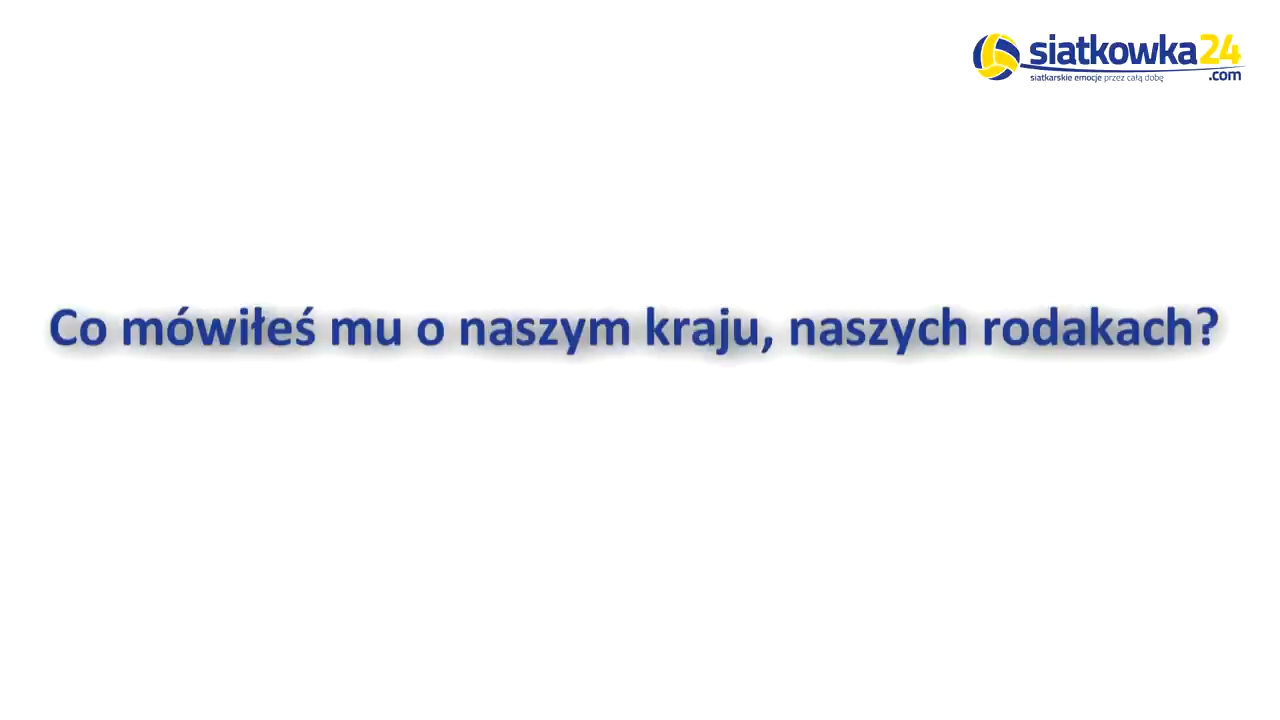 siatkowka24
.com
siatkarskie emocje przez całą dobę
Co mówiłeś mu o naszym kraju, naszych rodakach?